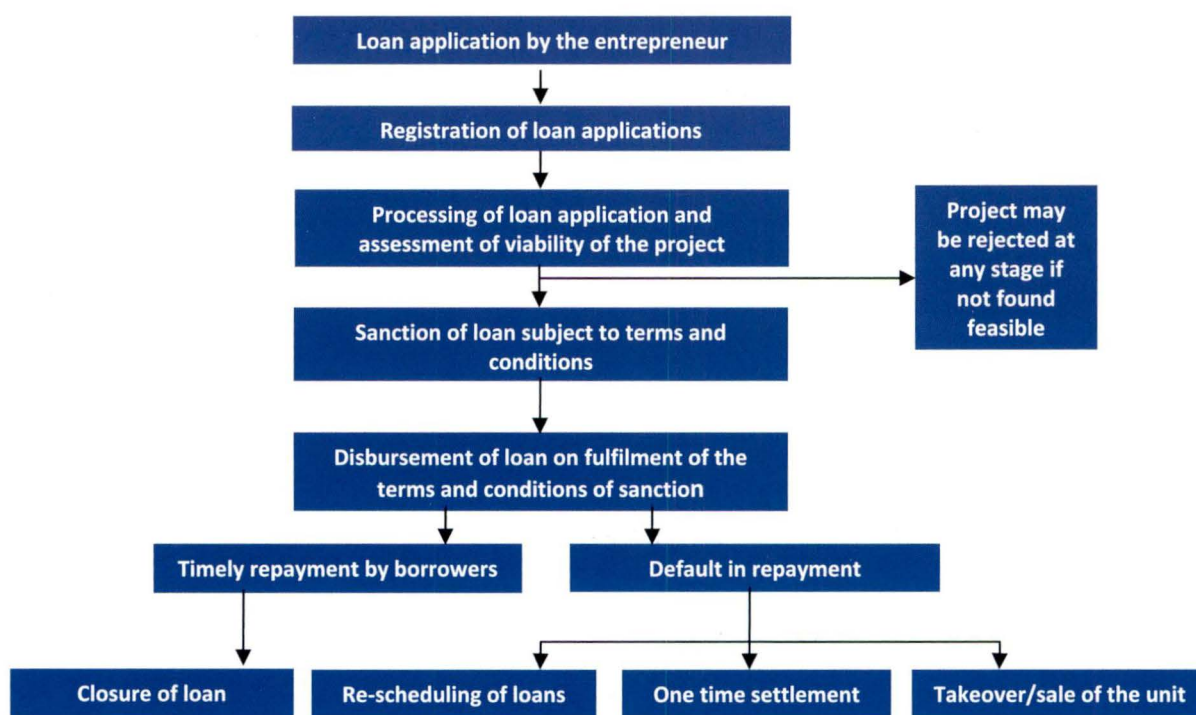 Loan application by the entrepreneur
Registration of loan applications
Processing of loan application and
assessment of viability of the project
Project may
be rejected at
any stage if
not found
feasible
Sanction of loan subject to terms and
conditions
Disbursement of loan on fulfilment of the
terms and conditions of sanction
Timely repayment by borrowers
Default in repayment
Closure of loan
Re-scheduling of loans
One time settlement
Takeover/sale of the unit